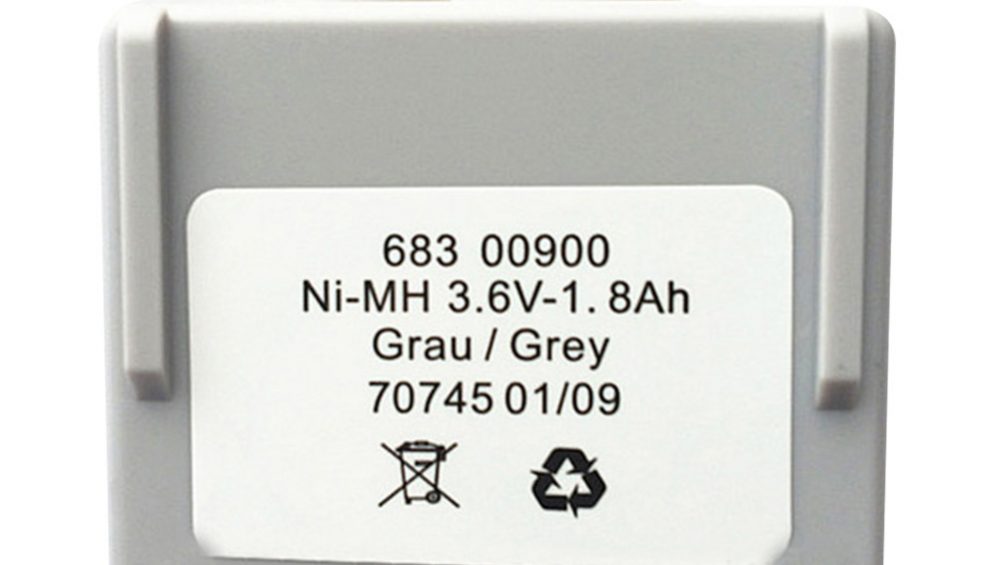 683 00900
Ni-MH 3.6V-1. 8Ah
Grau / Grey
70745 01/09